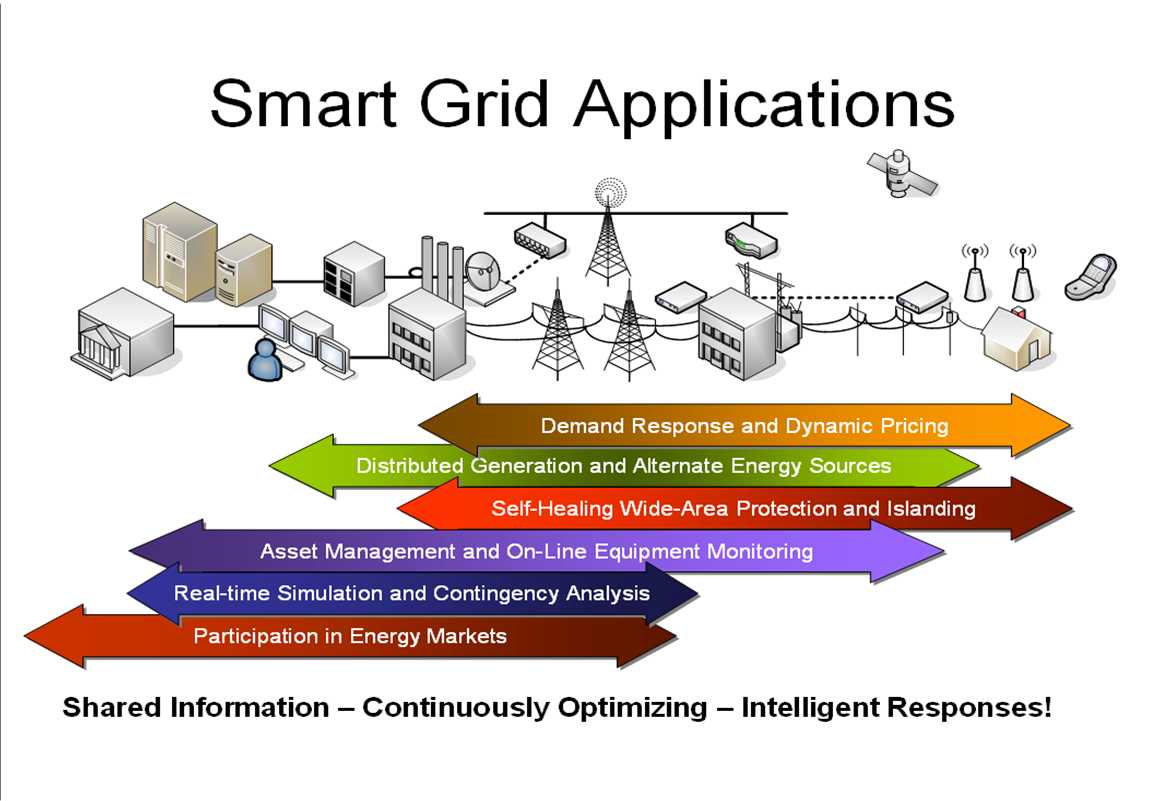 Smart Grid Applications
Demand Response and Dynamic Pricing
Distributed Generation and Alternate Energy Sources
Self-Healing Wide-Area Protection and Islanding
Asset Management and On-Line Equipment Monitoring
Real-time Simulation and Contingency Analysis
Participation in Energy Markets
Shared Information – Continuously Optimizing – Intelligent Responses!